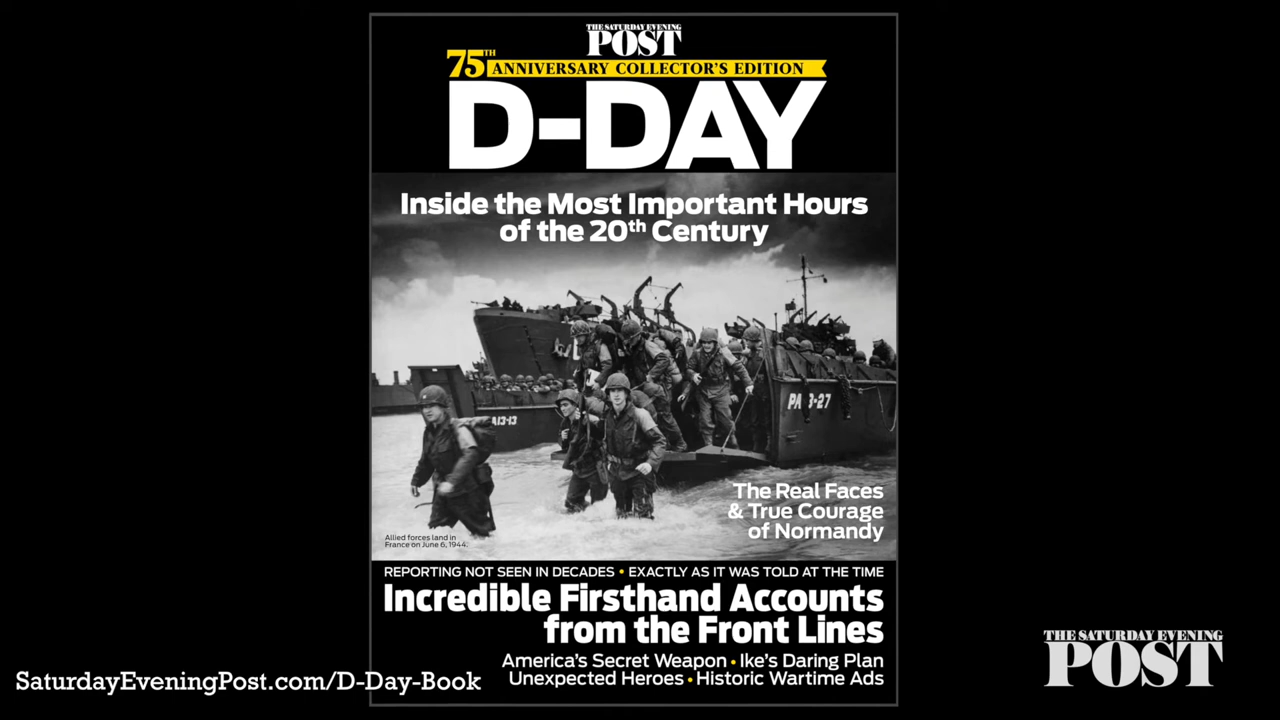 THE SATURDAY EVENING
POST
75TH ANNIVERSARY COLLECTOR'S EDITION
D-DAY
Inside the Most Important Hours
of the 20th Century
A13-13
PA 3-27
The Real Faces
& True Courage
of Normandy
Allied forces land in
France on June 6, 1944.
REPORTING NOT SEEN IN DECADES • EXACTLY AS IT WAS TOLD AT THE TIME
Incredible Firsthand Accounts
from the Front Lines
America's Secret Weapon • Ike's Daring Plan
Unexpected Heroes • Historic Wartime Ads
SaturdayEveningPost.com/D-Day-Book
THE SATURDAY EVENING
POST